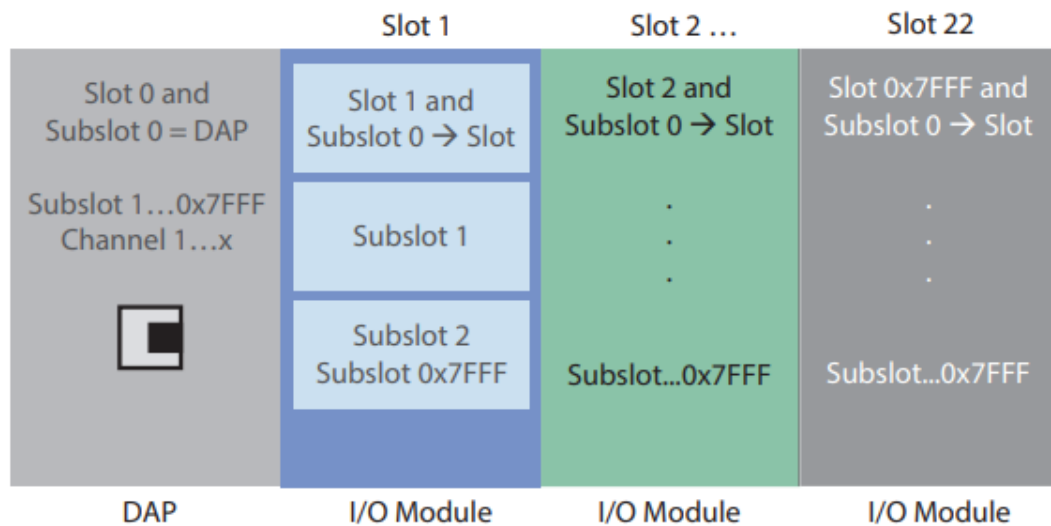 Slot 1
Slot 2 ...
Slot 22
Slot 0 and
Subslot 0 = DAP
Subslot 1...0x7FFF
Channel 1...x
Slot 1 and
Subslot 0 → Slot
Subslot 1
Subslot 2
Subslot 0x7FFF
Slot 2 and
Subslot 0 → Slot
.
.
.
Subslot...0x7FFF
Slot 0x7FFF and
Subslot 0 → Slot
.
.
.
Subslot...0x7FFF
DAP
I/O Module
I/O Module
I/O Module